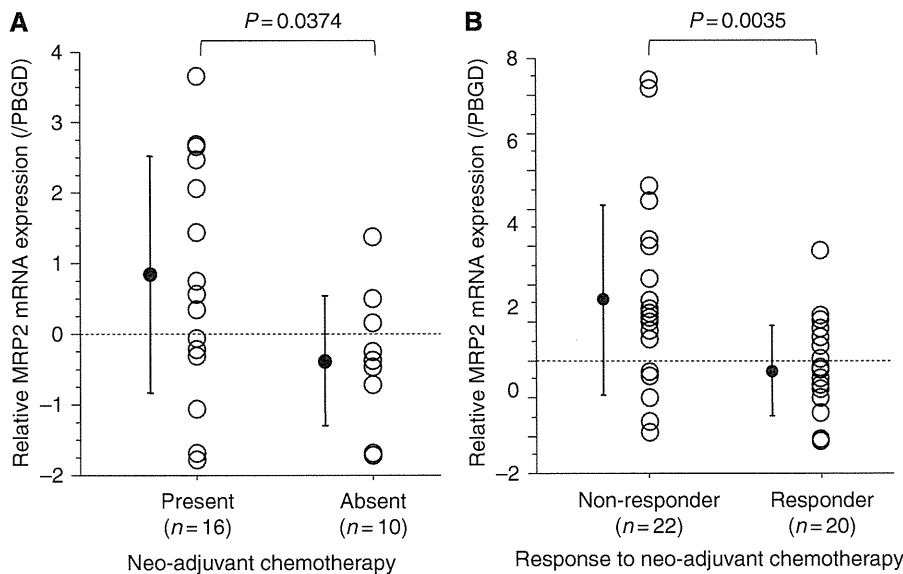 A
P = 0.0374
Relative MRP2 mRNA expression (/PBGD)
4
3
2
1
0
−1
−2
Present
(n = 16)
Absent
(n = 10)
Neo-adjuvant chemotherapy
B
P = 0.0035
Relative MRP2 mRNA expression (/PBGD)
8
6
4
2
0
−2
Non-responder
(n = 22)
Responder
(n = 20)
Response to neo-adjuvant chemotherapy